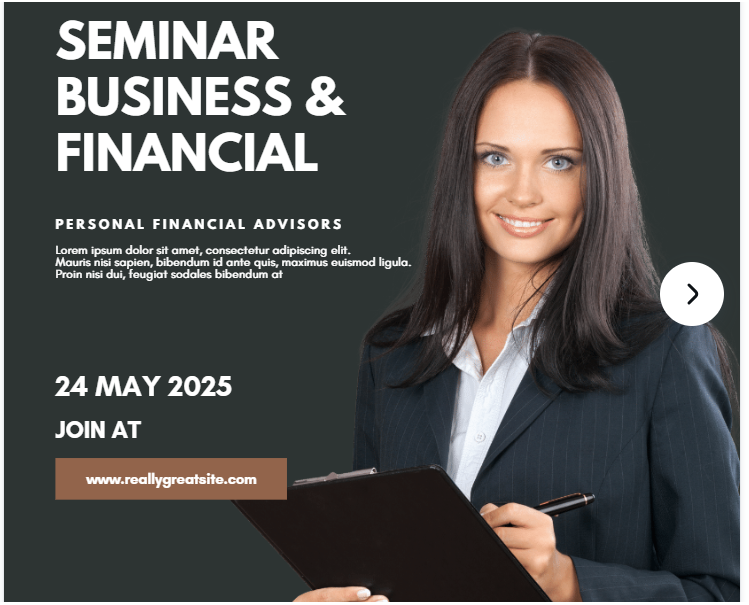 SEMINAR
BUSINESS &
FINANCIAL
PERSONAL FINANCIAL ADVISORS
Lorem ipsum dolor sit amet, consectetur adipiscing elit.
Mauris nisi sapien, bibendum id ante quis, maximus euismod ligula.
Proin nisi dui, feugiat sodales bibendum at
24 MAY 2025
JOIN AT
www.reallygreatsite.com